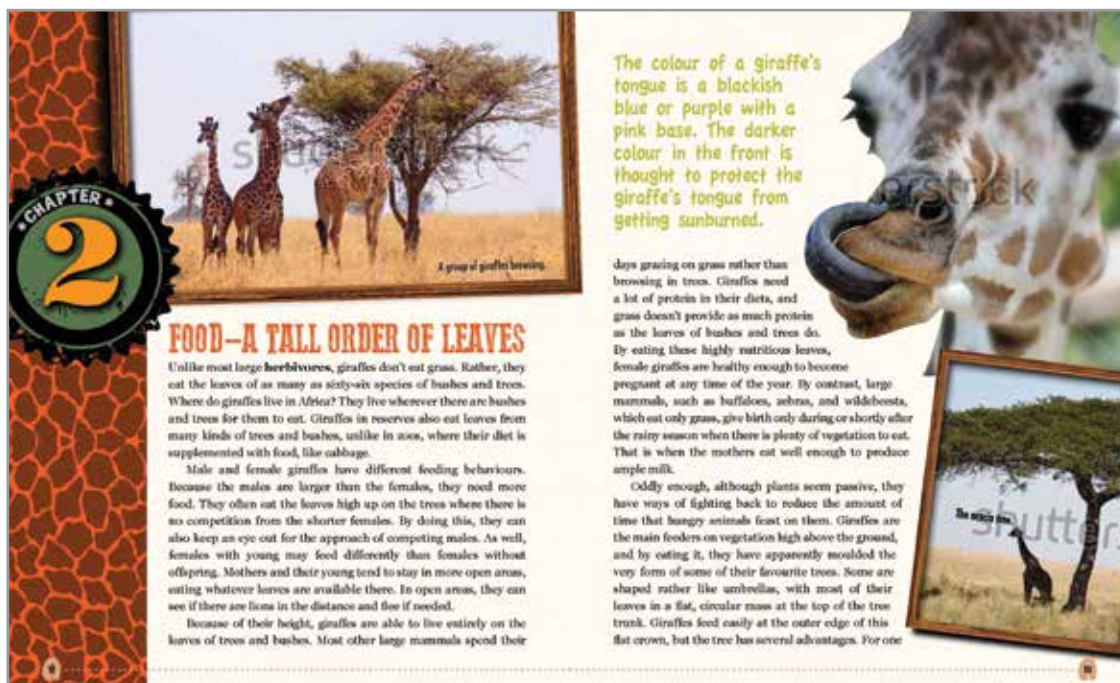 CHAPTER
2
A group of giraffes browsing.
FOOD—A TALL ORDER OF LEAVES
Unlike most large herbivores, giraffes don't eat grass. Rather, they
eat the leaves of as many as sixty-six species of bushes and trees.
Where do giraffes live in Africa? They live wherever there are bushes
and trees for them to eat. Giraffes in reserves also eat leaves from
many kinds of trees and bushes, unlike in zoos, where their diet is
supplemented with food, like cabbage.
Male and female giraffes have different feeding behaviours.
Because the males are larger than the females, they need more
food. They often eat the leaves high up on the trees where there is
no competition from the shorter females. By doing this, they can
also keep an eye out for the approach of competing males. As well,
females with young may feed differently than females without
offspring. Mothers and their young tend to stay in more open areas,
eating whatever leaves are available there. In open areas, they can
see if there are lions in the distance and flee if needed.
Because of their height, giraffes are able to live entirely on the
leaves of trees and bushes. Most other large mammals spend their
The colour of a giraffe's
tongue is a blackish
blue or purple with a
pink base. The darker
colour in the front is
thought to protect the
giraffe's tongue from
getting sunburned.
days grazing on grass rather than
browsing in trees. Giraffes need
a lot of protein in their diets, and
grass doesn't provide as much protein
as the leaves of bushes and trees do.
By eating these highly nutritious leaves,
female giraffes are healthy enough to become
pregnant at any time of the year. By contrast, large
mammals, such as buffaloes, zebras, and wildebeests,
which eat only grass, give birth only during or shortly after
the rainy season when there is plenty of vegetation to eat.
That is when the mothers eat well enough to produce
ample milk.
Oddly enough, although plants seem passive, they
have ways of fighting back to reduce the amount of
time that hungry animals feast on them. Giraffes are
the main feeders on vegetation high above the ground,
and by eating it, they have apparently moulded the
very form of some of their favourite trees. Some are
shaped rather like umbrellas, with most of their
leaves in a flat, circular mass at the top of the tree
trunk. Giraffes feed easily at the outer edge of this
flat crown, but the tree has several advantages. For one
shutterstock
erstock
shutters